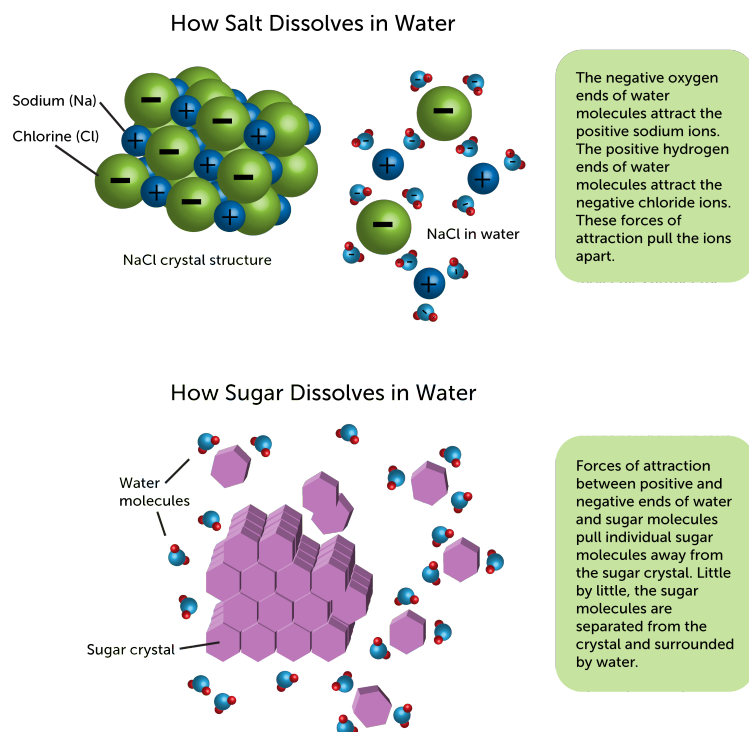 How Salt Dissolves in Water
Sodium (Na)
Chlorine (Cl)
NaCl crystal structure
NaCl in water
The negative oxygen
ends of water
molecules attract the
positive sodium ions.
The positive hydrogen
ends of water
molecules attract the
negative chloride ions.
These forces of
attraction pull the ions
apart.
How Sugar Dissolves in Water
Water
molecules
Sugar crystal
Forces of attraction
between positive and
negative ends of water
and sugar molecules
pull individual sugar
molecules away from
the sugar crystal. Little
by little, the sugar
molecules are
separated from the
crystal and surrounded
by water.